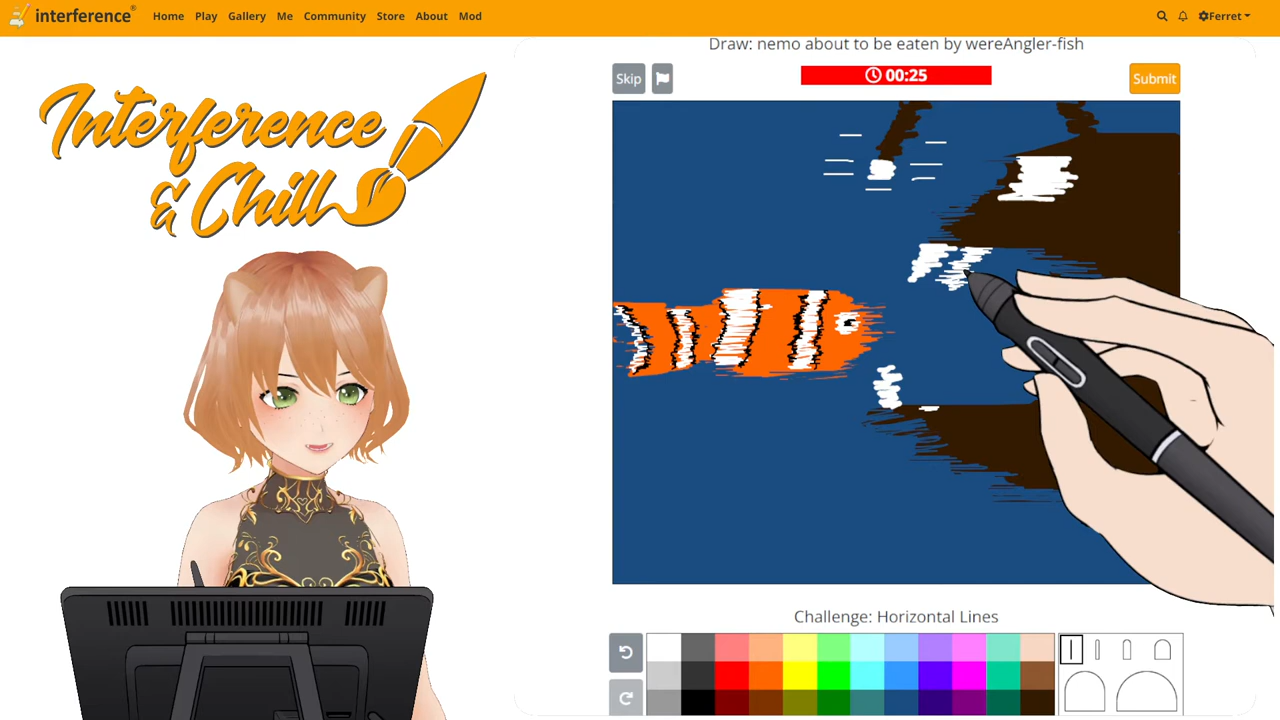 interference®
Home Play Gallery Me Community Store About Mod
Ferret
Draw: nemo about to be eaten by wereAngler-fish
Skip
00:25
Submit
Interference
& Chill
Challenge: Horizontal Lines